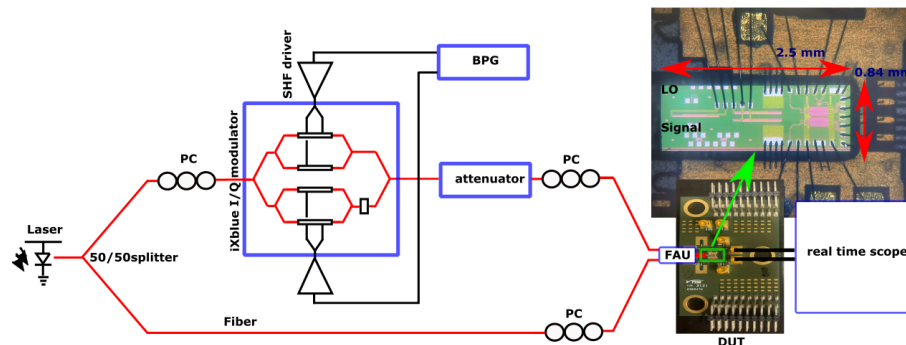 SHF driver
BPG
2.5 mm
0.84 mm
LO
Signal
PC
iXblue I/Q modulator
attenuator
PC
Laser
50/50splitter
FAU
real time scope
Fiber
PC
DUT